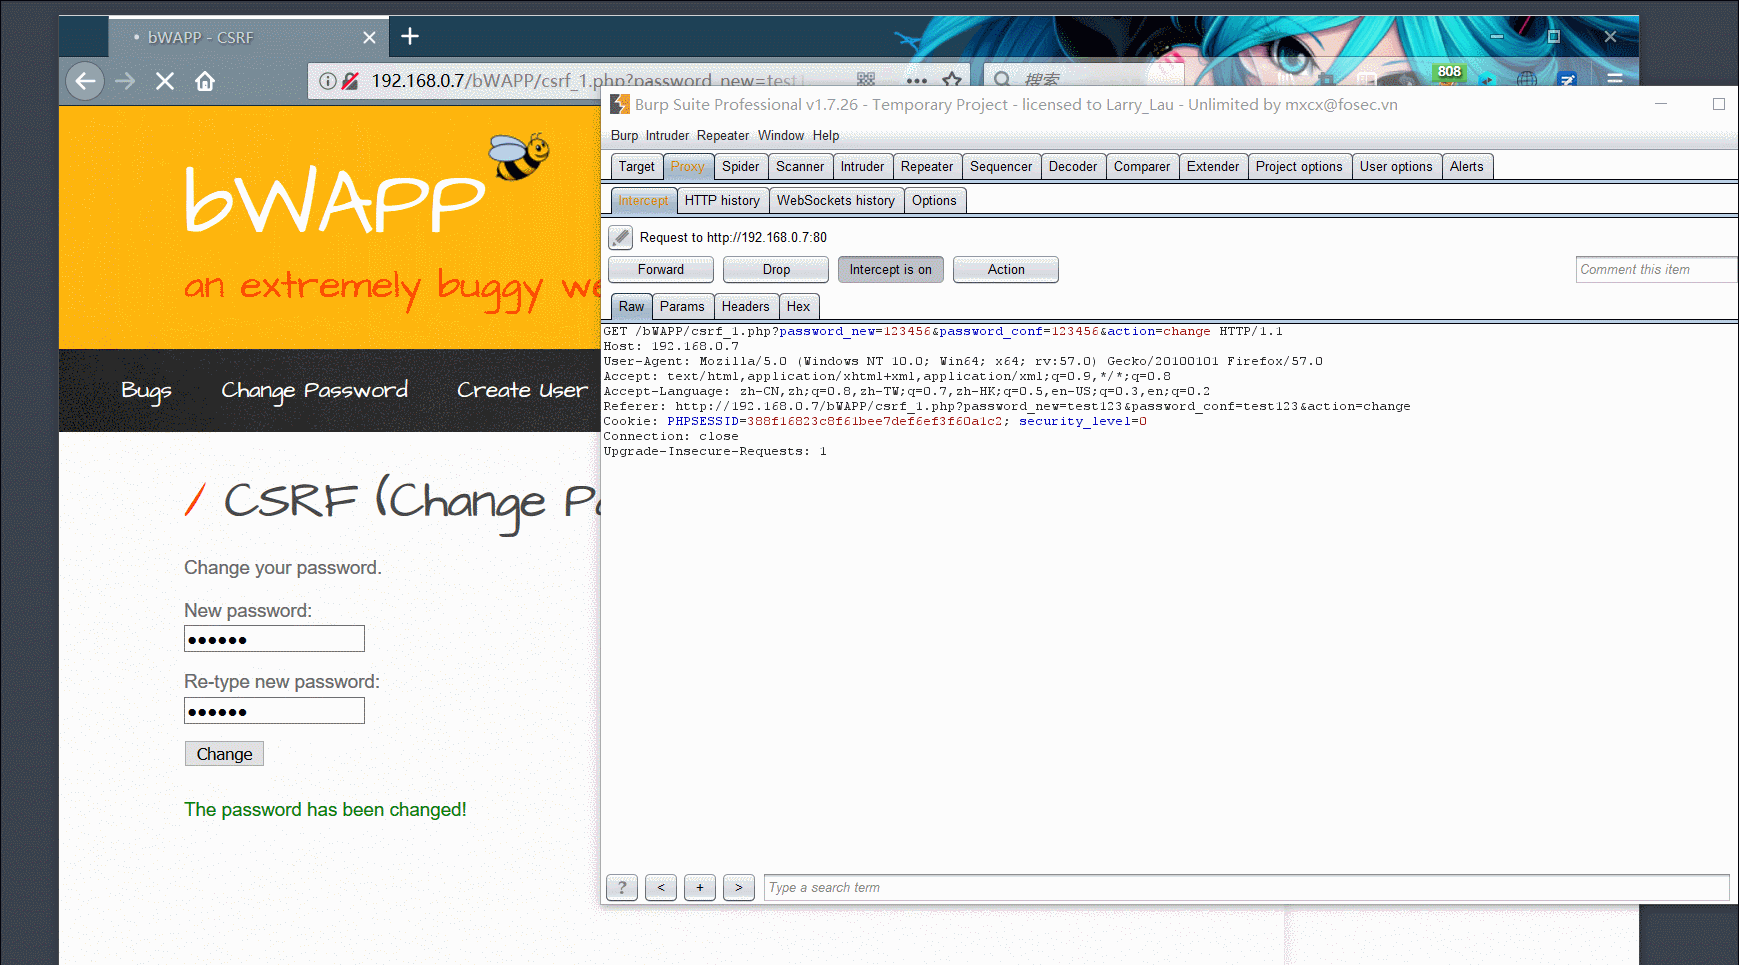 bWAPP - CSRF
192.168.0.7/bWAPP/csrf_1.php?password_new=test
搜索
808
bWAPP
an extremely buggy we
Bugs Change Password Create User
/ CSRF (Change Pa
Change your password.
New password:
●●●●●●
Re-type new password:
●●●●●●
Change
The password has been changed!
Burp Suite Professional v1.7.26 - Temporary Project - licensed to Larry_Lau - Unlimited by mxcx@fosec.vn
Burp Intruder Repeater Window Help
Target Proxy Spider Scanner Intruder Repeater Sequencer Decoder Comparer Extender Project options User options Alerts
Intercept HTTP history WebSockets history Options
Request to http://192.168.0.7:80
Forward Drop Intercept is on Action Comment this item
Raw Params Headers Hex
GET /bWAPP/csrf_1.php?password_new=123456&password_conf=123456&action=change HTTP/1.1
Host: 192.168.0.7
User-Agent: Mozilla/5.0 (Windows NT 10.0; Win64; x64; rv:57.0) Gecko/20100101 Firefox/57.0
Accept: text/html,application/xhtml+xml,application/xml;q=0.9,*/*;q=0.8
Accept-Language: zh-CN,zh;q=0.8,zh-TW;q=0.7,zh-HK;q=0.5,en-US;q=0.3,en;q=0.2
Referer: http://192.168.0.7/bWAPP/csrf_1.php?password_new=test123&password_conf=test123&action=change
Cookie: PHPSESSID=388f16823c8f61bee7def6ef3f60a1c2; security_level=0
Connection: close
Upgrade-Insecure-Requests: 1
? < + > Type a search term